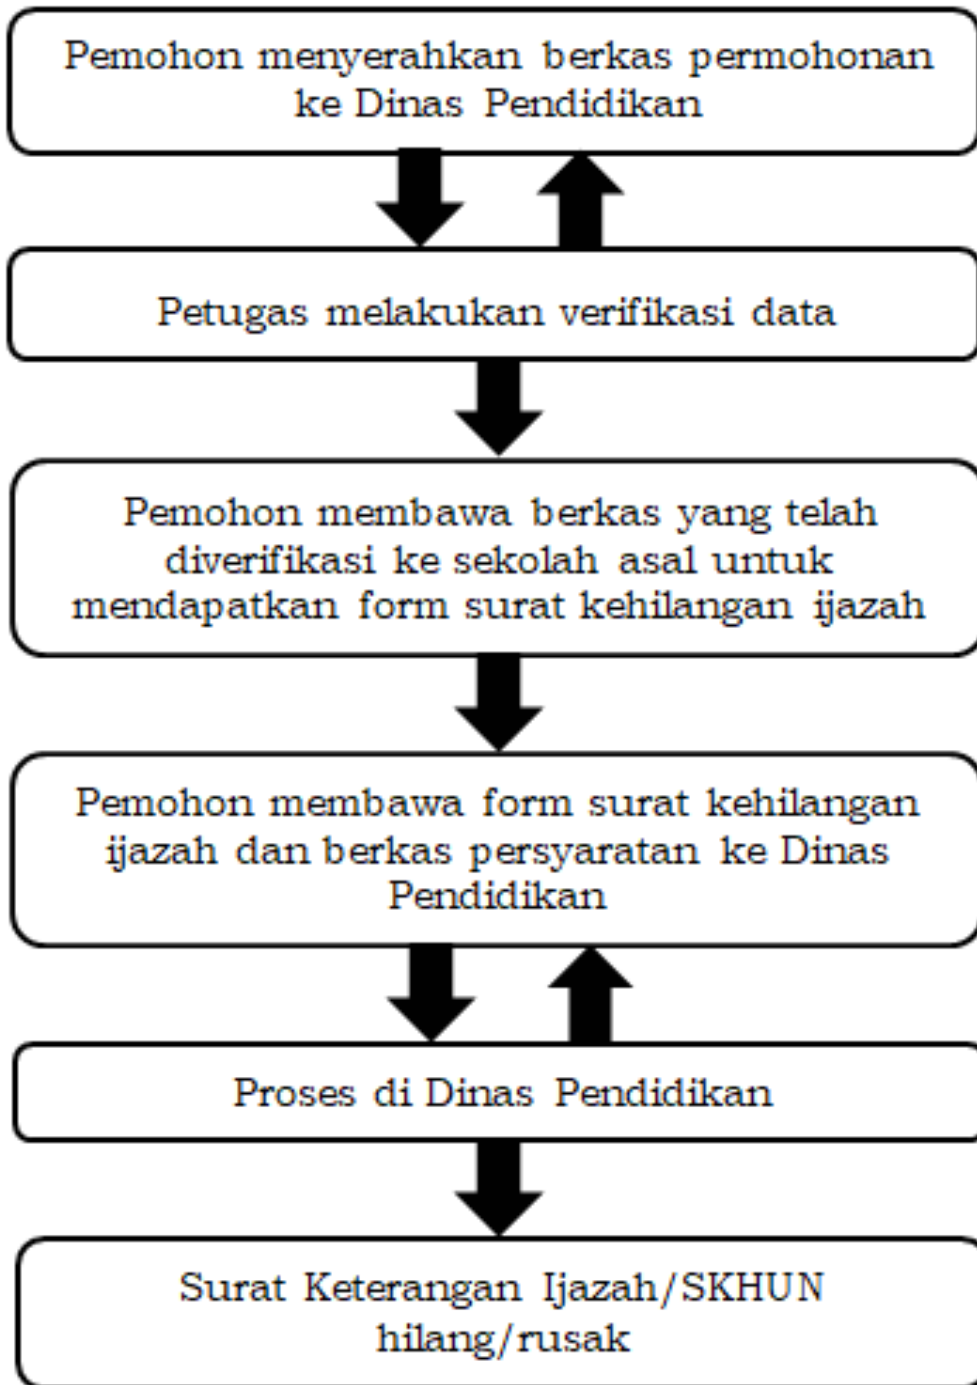 Pemohon menyerahkan berkas permohonan
ke Dinas Pendidikan
Petugas melakukan verifikasi data
Pemohon membawa berkas yang telah
diverifikasi ke sekolah asal untuk
mendapatkan form surat kehilangan ijazah
Pemohon membawa form surat kehilangan
ijazah dan berkas persyaratan ke Dinas
Pendidikan
Proses di Dinas Pendidikan
Surat Keterangan Ijazah/SKHUN
hilang/rusak